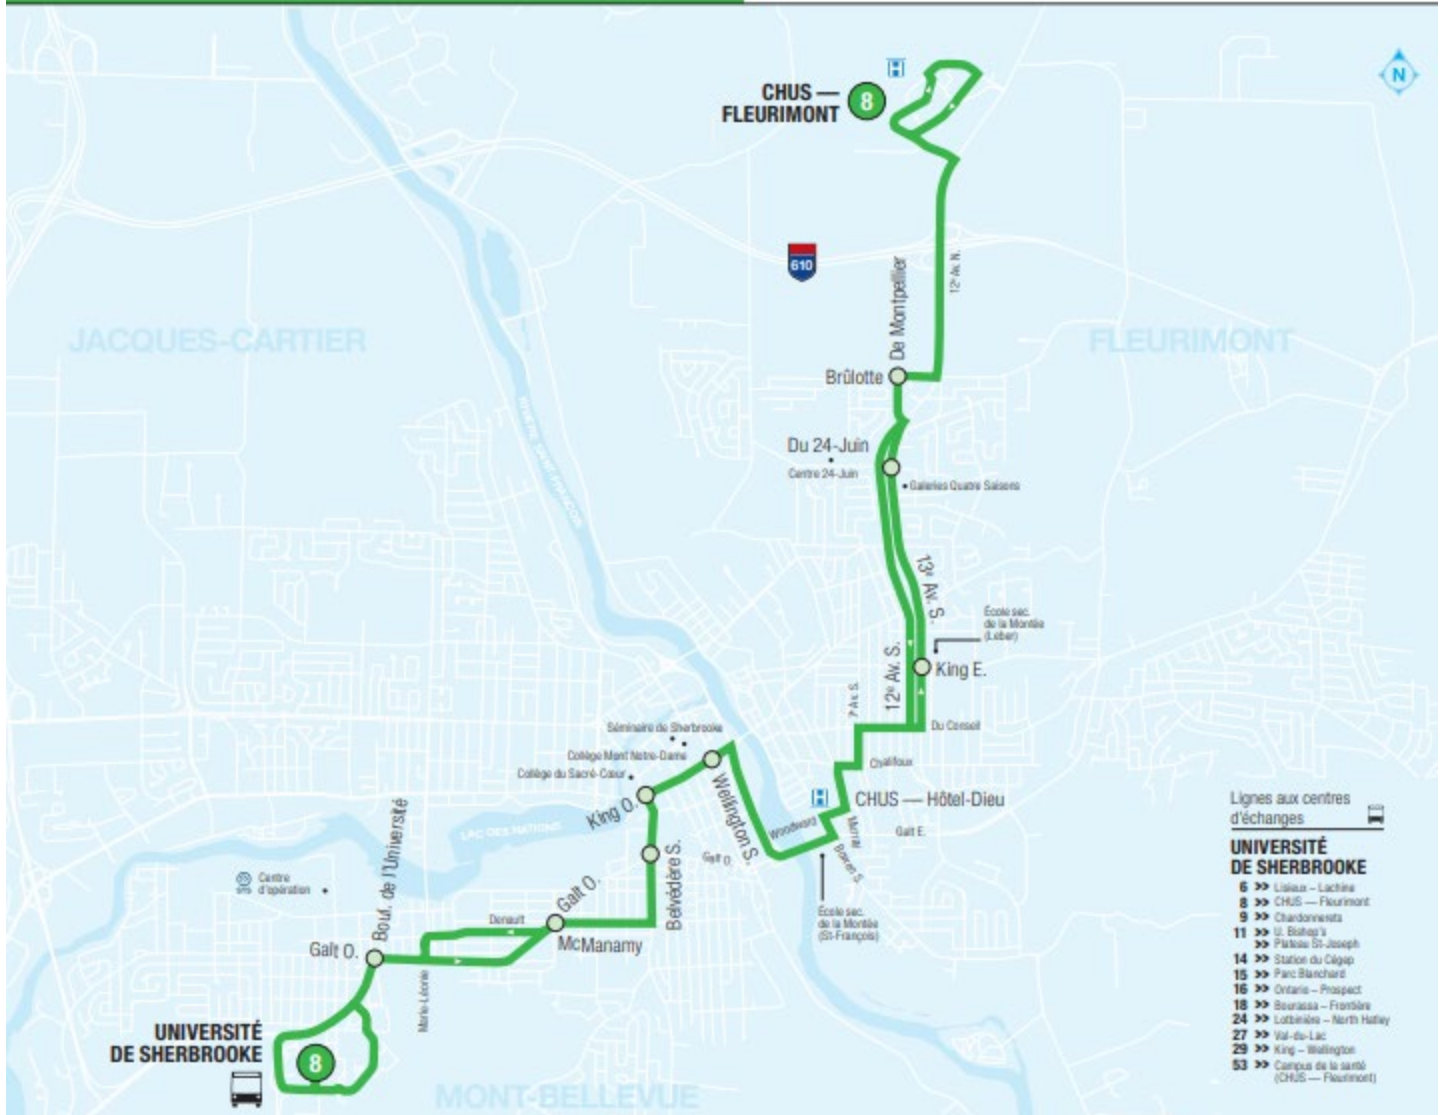 N
CHUS —
FLEURIMONT
8
610
12e Av. N.
De Montpellier
JACQUES-CARTIER
FLEURIMONT
Brûlotte
RIVIÈRE SAINT-FRANÇOIS
Du 24-Juin
Centre 24-Juin
Galeries Quatre Saisons
13e Av. S.
École sec.
de la Montée
(Leber)
12e Av. S.
King E.
7e Av. S.
Du Conseil
Séminaire de Sherbrooke
Collège Mont Notre-Dame
Collège du Sacré-Cœur
Chalifoux
King O.
Wellington S.
CHUS — Hôtel-Dieu
Woodward
Murray
Galt E.
Bowen S.
LAC DES NATIONS
Galt O.
Belvédère S.
Boul. de l'Université
Centre
d'opération
Galt O.
Denault
McManamy
École sec.
de la Montée
(St-François)
Galt O.
Marie-Léonie
UNIVERSITÉ
DE SHERBROOKE
8
MONT-BELLEVUE
Lignes aux centres
d'échanges
UNIVERSITÉ
DE SHERBROOKE
6 >> Lisieux – Lachine
8 >> CHUS — Fleurimont
9 >> Chardonnerets
11 >> U. Bishop's
>> Plateau St-Joseph
14 >> Station du Cégep
15 >> Parc Blanchard
16 >> Ontario – Prospect
18 >> Bourassa – Frontière
24 >> Lotbinière – North Hatley
27 >> Val-du-Lac
29 >> King – Wellington
53 >> Campus de la santé
(CHUS — Fleurimont)